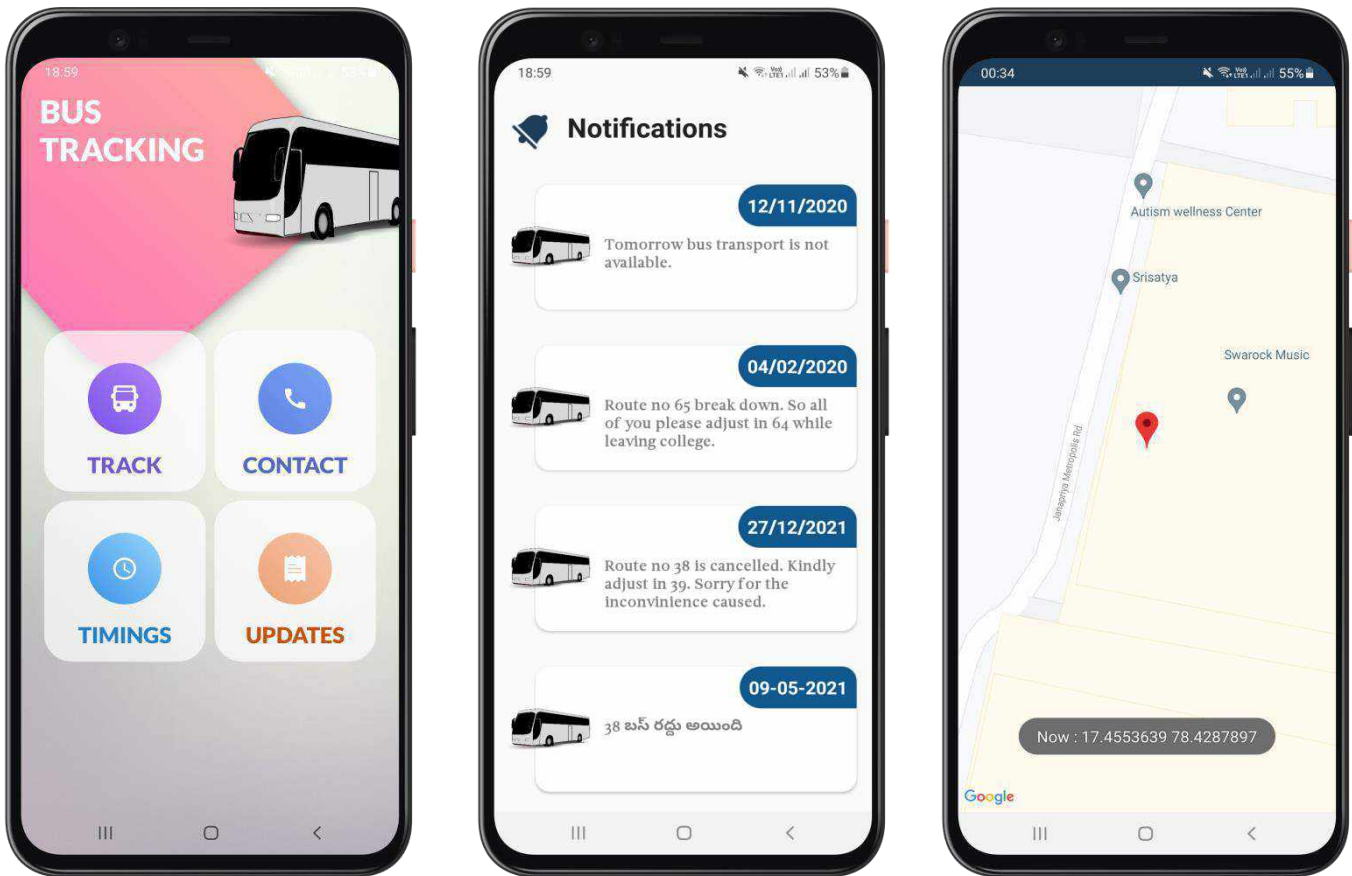 18:59
53%
BUS
TRACKING
TRACK
CONTACT
TIMINGS
UPDATES
18:59
53%
Notifications
12/11/2020
Tomorrow bus transport is not
available.
04/02/2020
Route no 65 break down. So all
of you please adjust in 64 while
leaving college.
27/12/2021
Route no 38 is cancelled. Kindly
adjust in 39. Sorry for the
inconvinience caused.
09-05-2021
38 బస్ రద్దు అయింది
00:34
55%
Autism wellness Center
Srisatya
Swarock Music
Janapriya Metropolis Rd
Now : 17.4553639 78.4287897
Google